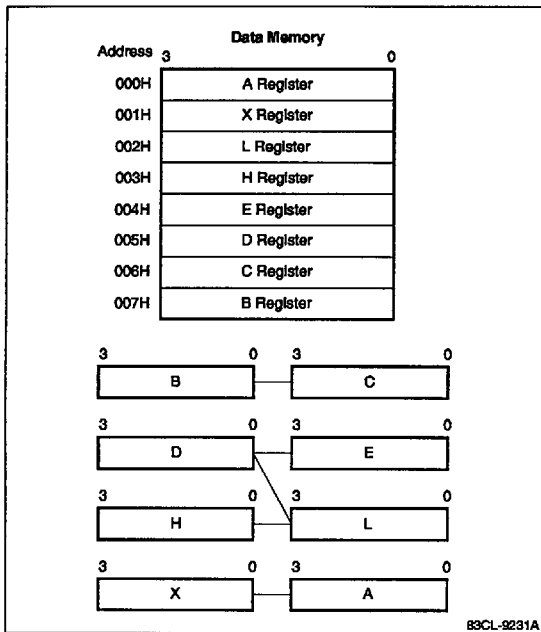 Data Memory
Address 3 0
000H A Register
001H X Register
002H L Register
003H H Register
004H E Register
005H D Register
006H C Register
007H B Register
3 0 3 0
B C
3 0 3 0
D E
3 0 3 0
H L
3 0 3 0
X A
83CL-9231A